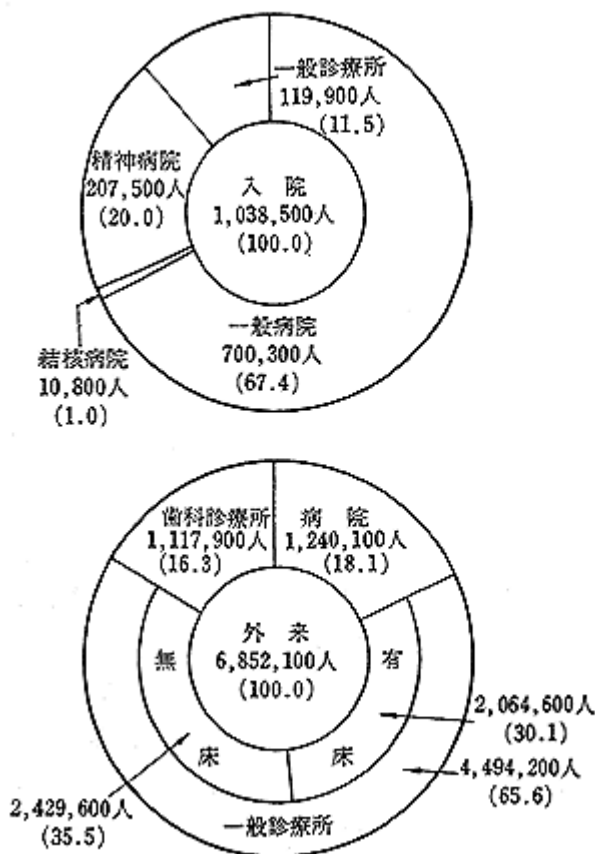 一般診療所
119,900人
(11.5)
精神病院
207,500人
(20.0)
入院
1,038,500人
(100.0)
一般病院
700,300人
(67.4)
結核病院
10,800人
(1.0)
歯科診療所
1,117,900人
(16.3)
病院
1,240,100人
(18.1)
外来
6,852,100人
(100.0)
無床
有床
2,064,600人
(30.1)
4,494,200人
(65.6)
2,429,600人
(35.5)
一般診療所